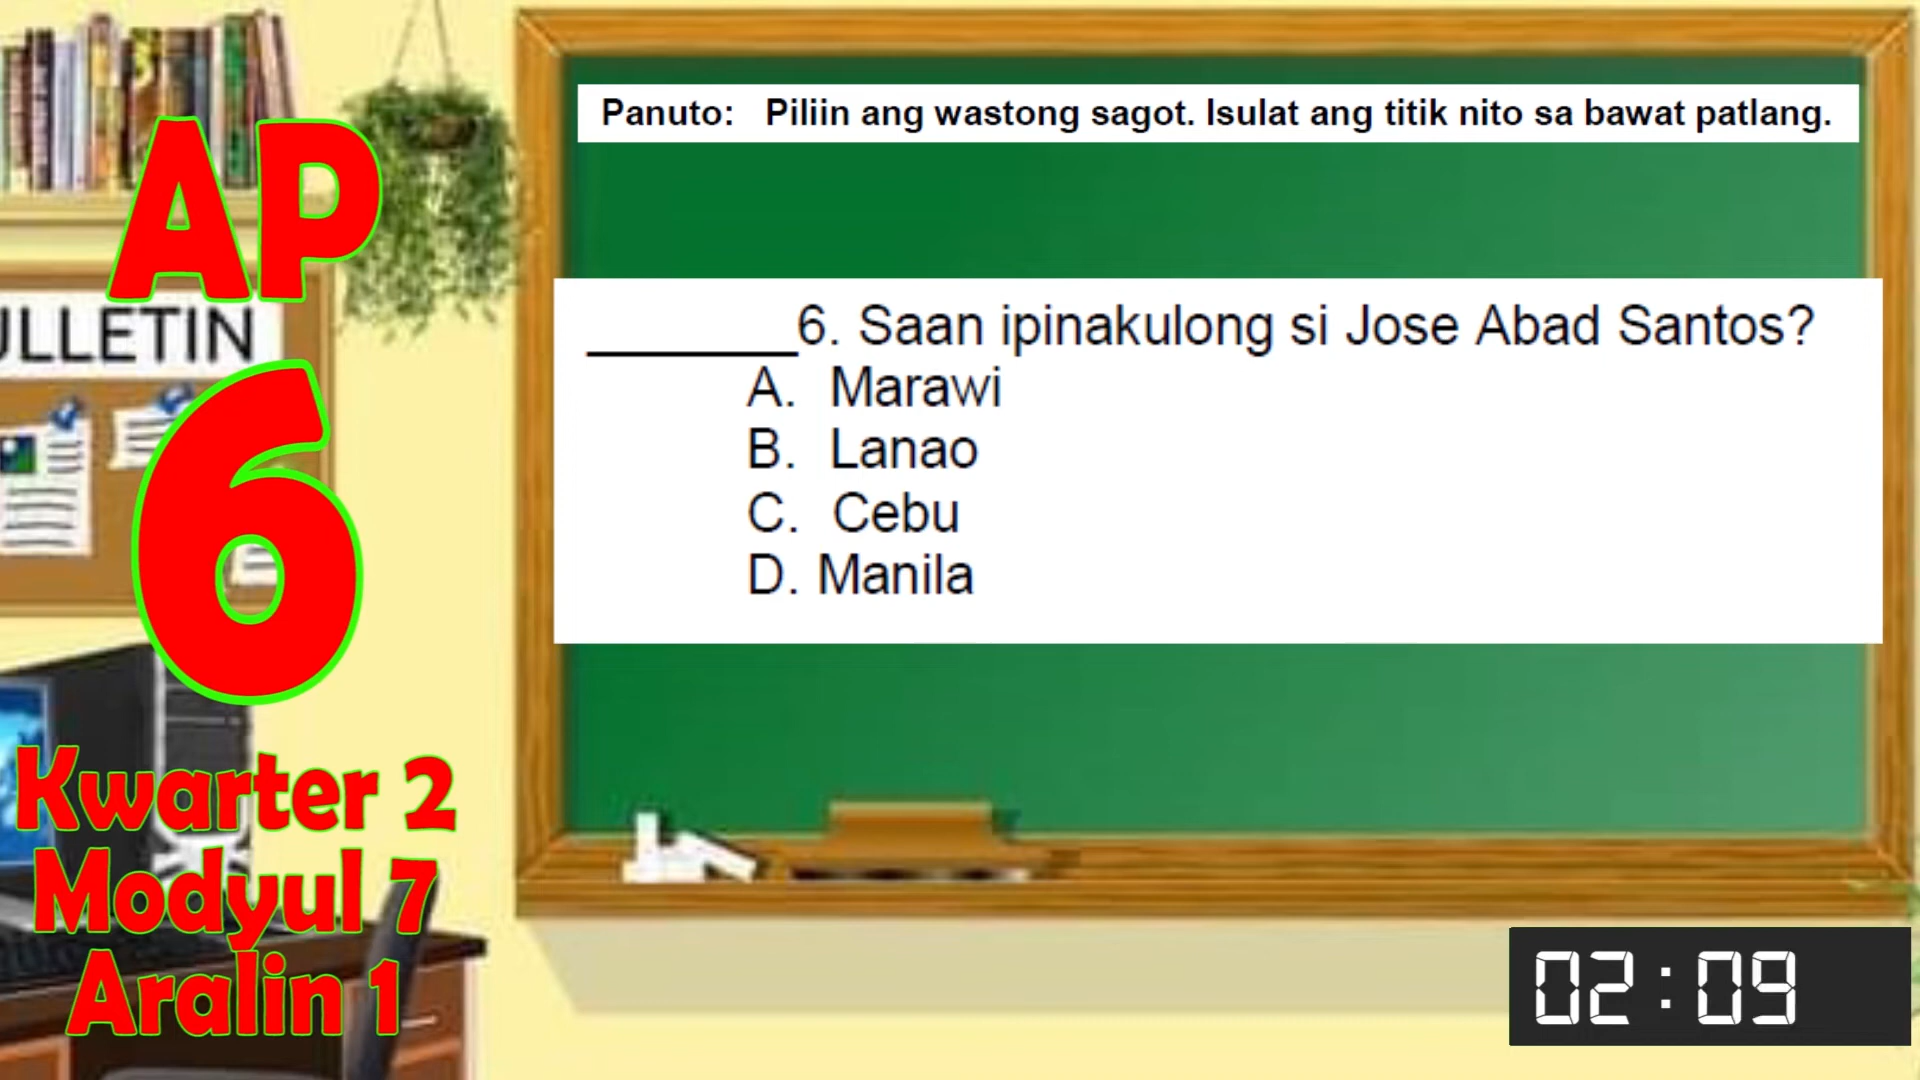 AP
6
Kwarter 2
Modyul 7
Aralin 1
ULLETIN
Panuto: Piliin ang wastong sagot. Isulat ang titik nito sa bawat patlang.
_______6. Saan ipinakulong si Jose Abad Santos?
A. Marawi
B. Lanao
C. Cebu
D. Manila
02:09